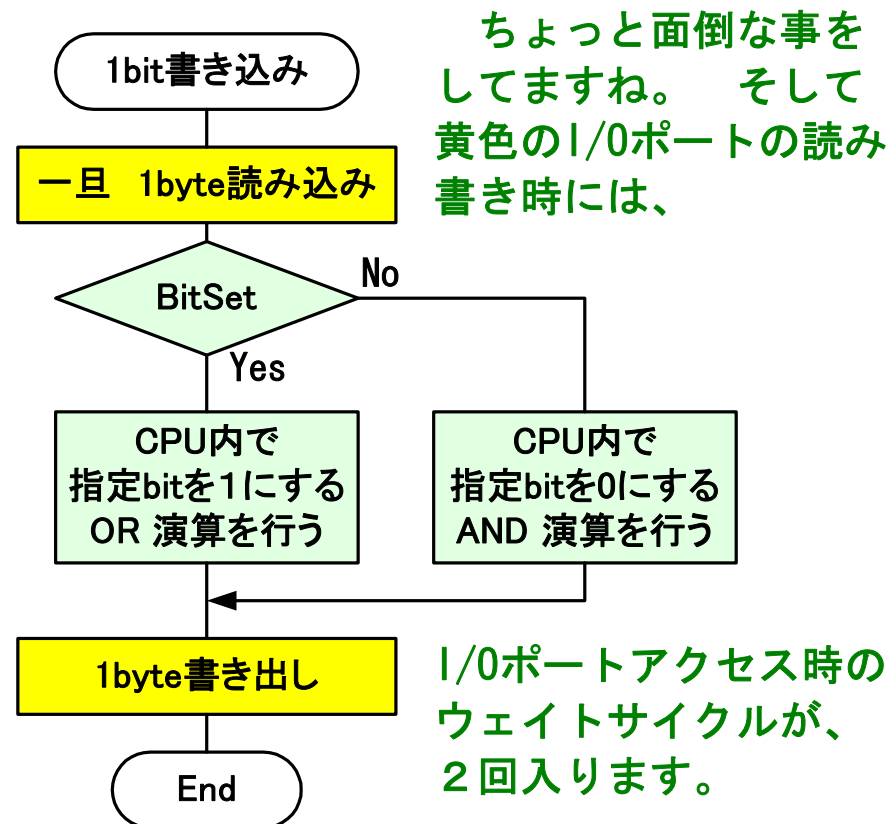 ちょっと面倒な事を
してますね。　そして
黄色のI/Oポートの読み
書き時には、
1bit書き込み
一旦　1byte読み込み
BitSet
No
Yes
CPU内で
指定bitを1にする
OR 演算を行う
CPU内で
指定bitを0にする
AND 演算を行う
1byte書き出し
I/Oポートアクセス時の
ウェイトサイクルが、
２回入ります。
End